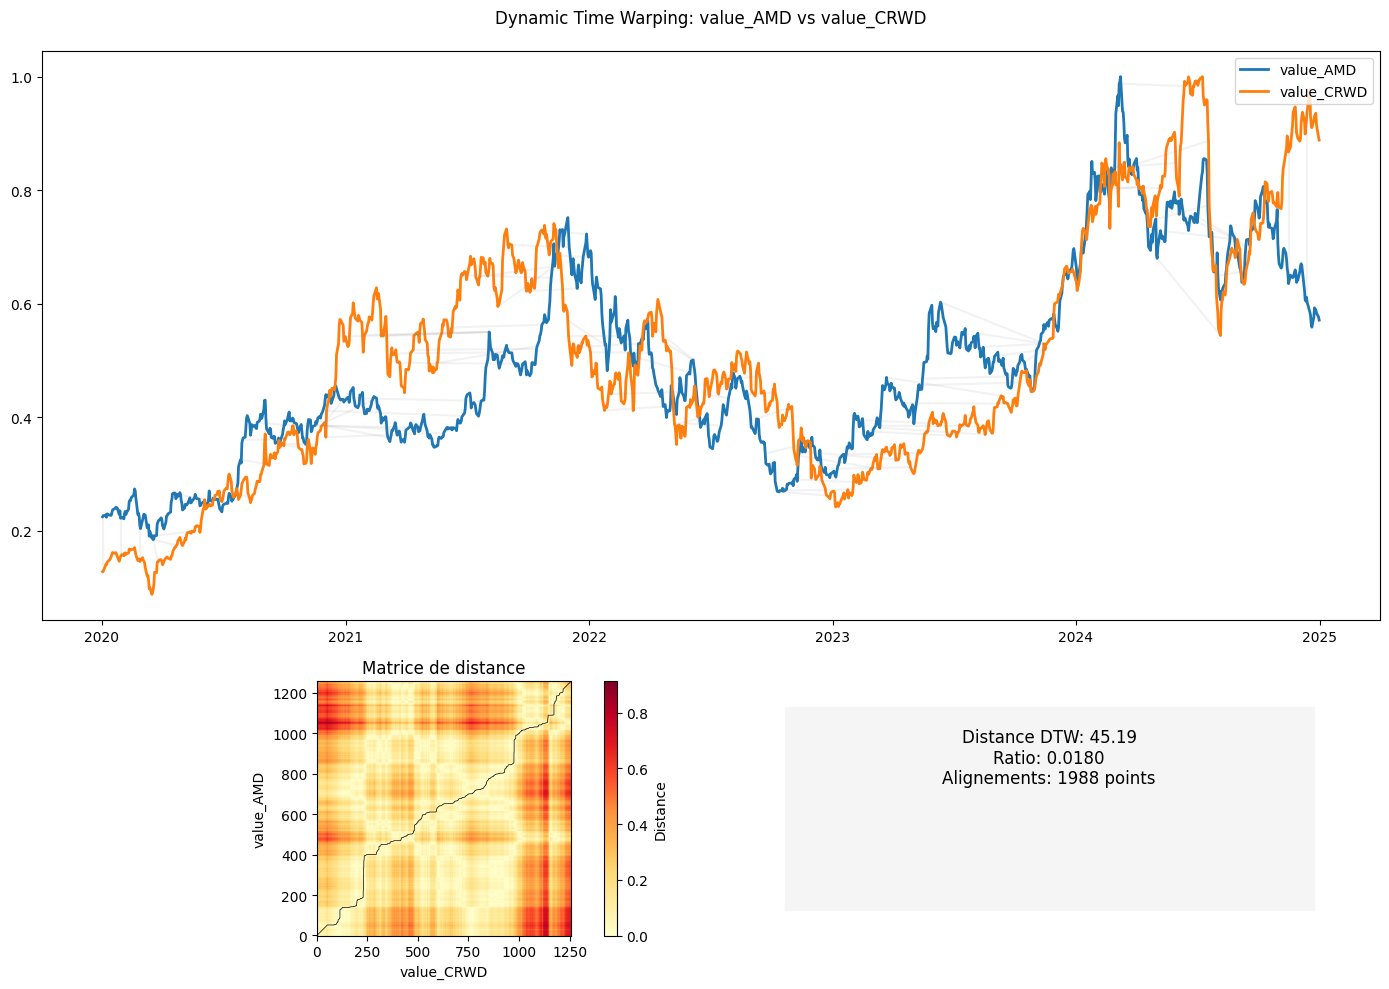 Dynamic Time Warping: value_AMD vs value_CRWD
1.0
0.8
0.6
0.4
0.2
value_AMD
value_CRWD
2020 2021 2022 2023 2024 2025
Matrice de distance
1200
1000
800
600
400
200
0
value_AMD
0 250 500 750 1000 1250
value_CRWD
0.8
0.6
0.4
0.2
0.0
Distance
Distance DTW: 45.19
Ratio: 0.0180
Alignements: 1988 points